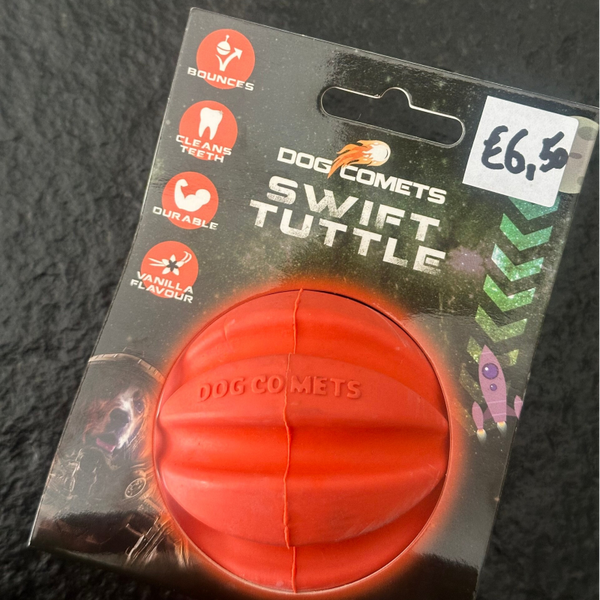 BOUNCES
CLEANS
TEETH
DURABLE
VANILLA
FLAVOUR
DOG COMETS
SWIFT
TUTTLE
£6,50
DOG COMETS